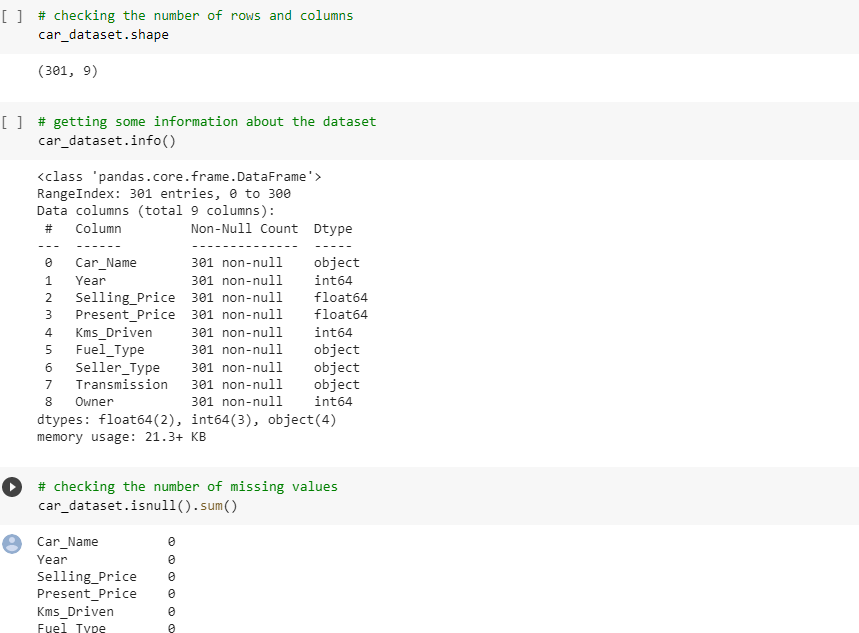 [ ] # checking the number of rows and columns
car_dataset.shape
(301, 9)
[ ] # getting some information about the dataset
car_dataset.info()
<class 'pandas.core.frame.DataFrame'>
RangeIndex: 301 entries, 0 to 300
Data columns (total 9 columns):
 #   Column         Non-Null Count  Dtype
---  ------         --------------  -----
 0   Car_Name       301 non-null    object
 1   Year           301 non-null    int64
 2   Selling_Price  301 non-null    float64
 3   Present_Price  301 non-null    float64
 4   Kms_Driven     301 non-null    int64
 5   Fuel_Type      301 non-null    object
 6   Seller_Type    301 non-null    object
 7   Transmission   301 non-null    object
 8   Owner          301 non-null    int64
dtypes: float64(2), int64(3), object(4)
memory usage: 21.3+ KB
# checking the number of missing values
car_dataset.isnull().sum()
Car_Name         0
Year             0
Selling_Price    0
Present_Price    0
Kms_Driven       0
Fuel_Type        0